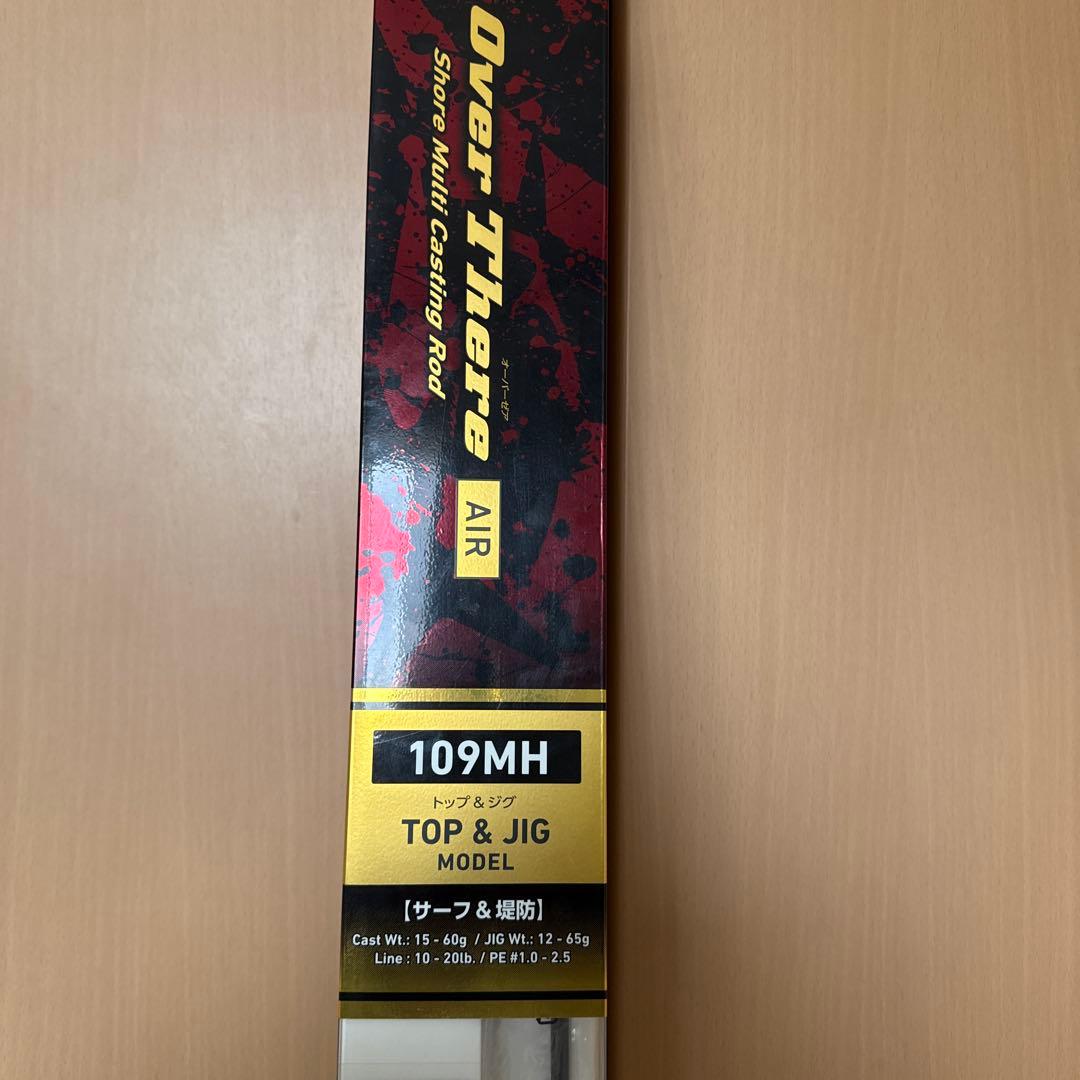 Over There
オーバーゼア
AIR
Shore Multi Casting Rod
109MH
トップ & ジグ
TOP & JIG
MODEL
【サーフ & 堤防】
Cast Wt.: 15 - 60g / JIG Wt.: 12 - 65g
Line : 10 - 20lb. / PE #1.0 - 2.5